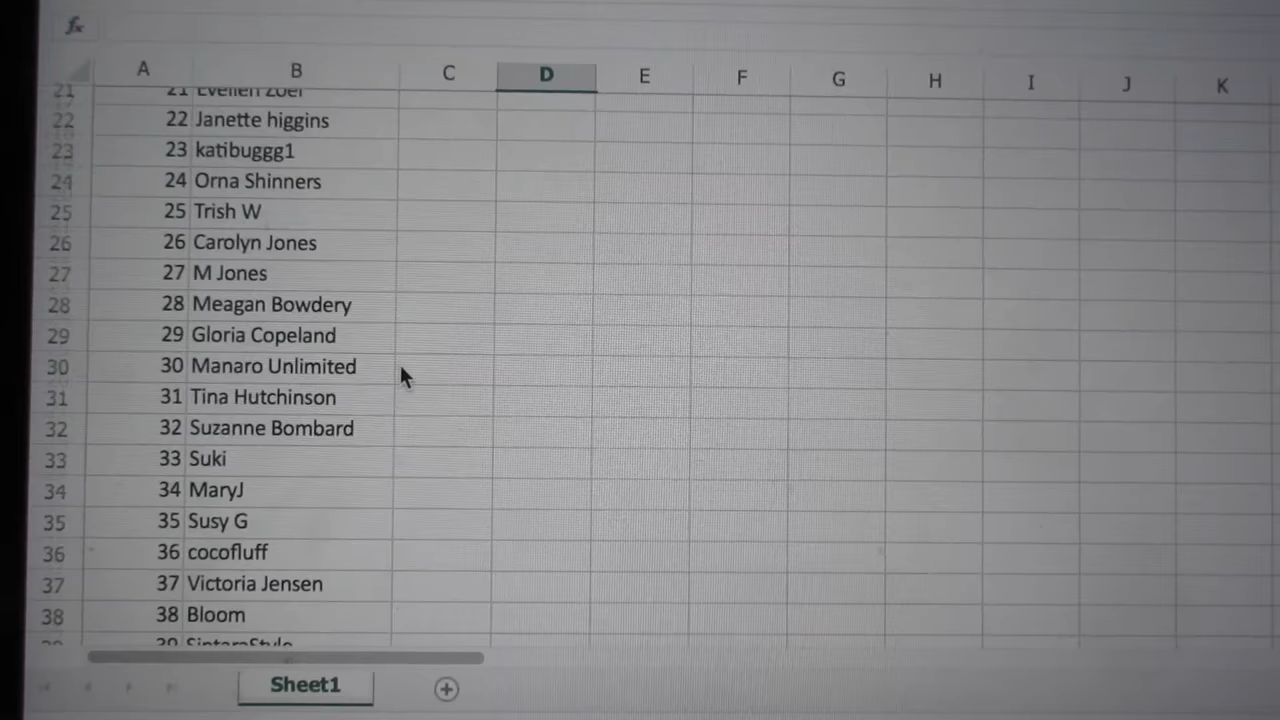 fx
A B C D E F G H I J K
21 21
22 22 Janette higgins
23 23 katibuggg1
24 24 Orna Shinners
25 25 Trish W
26 26 Carolyn Jones
27 27 M Jones
28 28 Meagan Bowdery
29 29 Gloria Copeland
30 30 Manaro Unlimited
31 31 Tina Hutchinson
32 32 Suzanne Bombard
33 33 Suki
34 34 MaryJ
35 35 Susy G
36 36 cocofluff
37 37 Victoria Jensen
38 38 Bloom
Sheet1